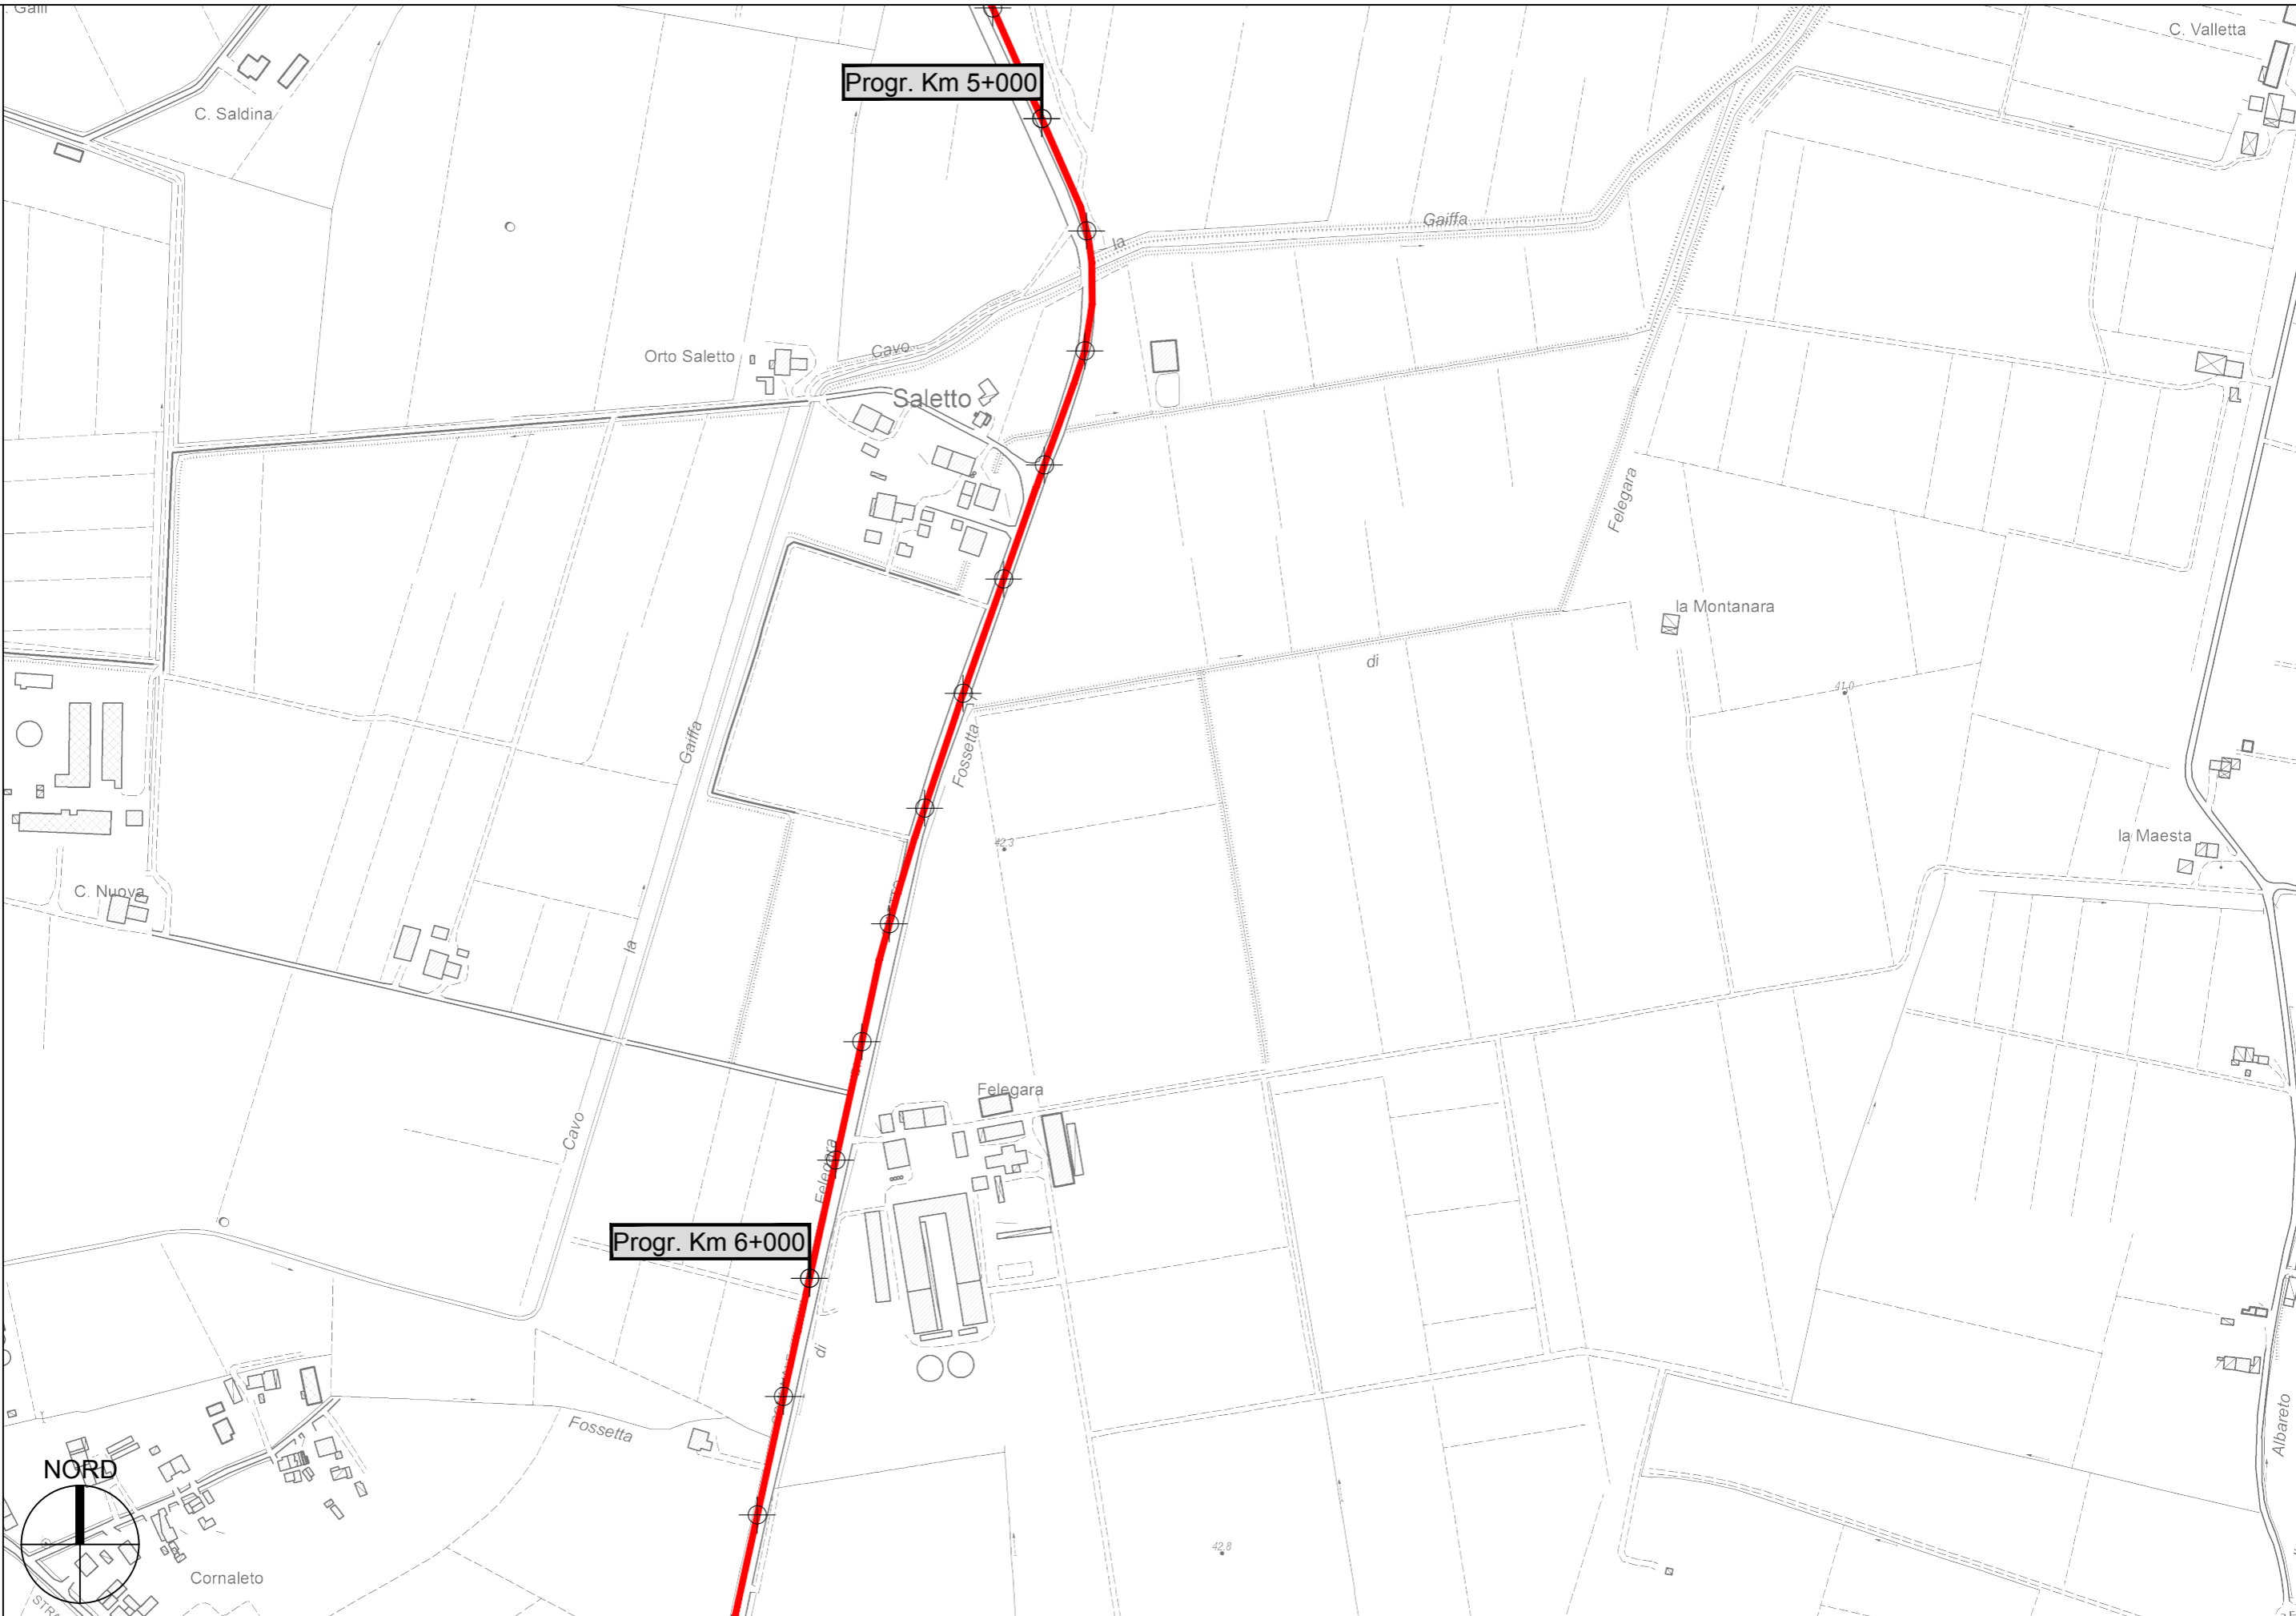 Galli
C. Valletta
Progr. Km 5+000
C. Saldina
la
Gaiffa
Orto Saletto
Cavo
Saletto
Felegara
la Montanara
di
41.0
Gaiffa
Fossetta
la Maesta
42.3
C. Nuova
la
Felegara
Cavo
Felegara
Progr. Km 6+000
di
Fossetta
Albareto
NORD
42.8
Cornaleto